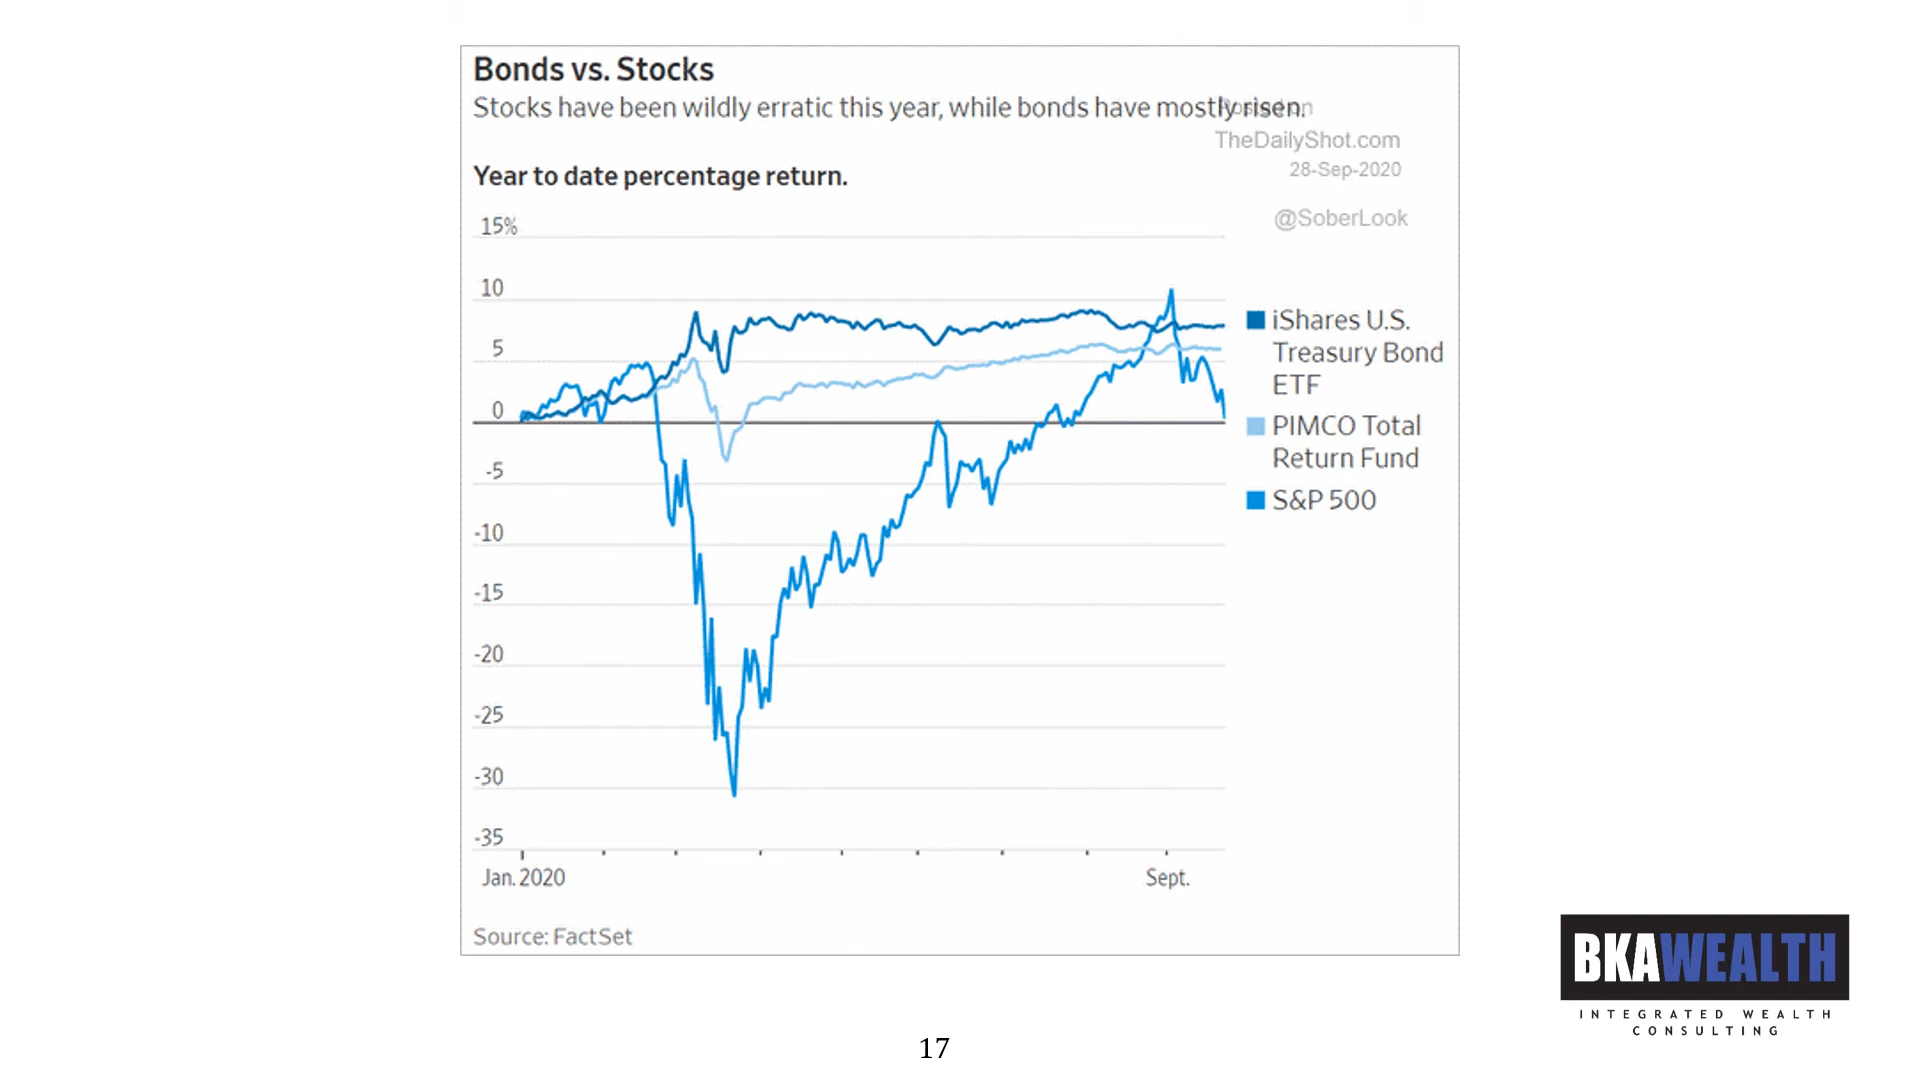 Bonds vs. Stocks
Stocks have been wildly erratic this year, while bonds have mostly risen.
Posted on
TheDailyShot.com
28-Sep-2020
@SoberLook
Year to date percentage return.
15%
10
5
0
-5
-10
-15
-20
-25
-30
-35
Jan. 2020
Sept.
iShares U.S.
Treasury Bond
ETF
PIMCO Total
Return Fund
S&P 500
Source: FactSet
BKAWEALTH
INTEGRATED WEALTH
CONSULTING
17